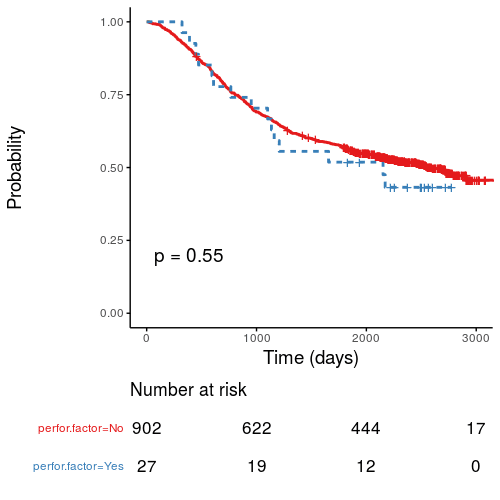 1.00
0.75
Probability
0.50
0.25
p = 0.55
0.00
0 1000 2000 3000
Time (days)
Number at risk
perfor.factor=No 902 622 444 17
perfor.factor=Yes 27 19 12 0